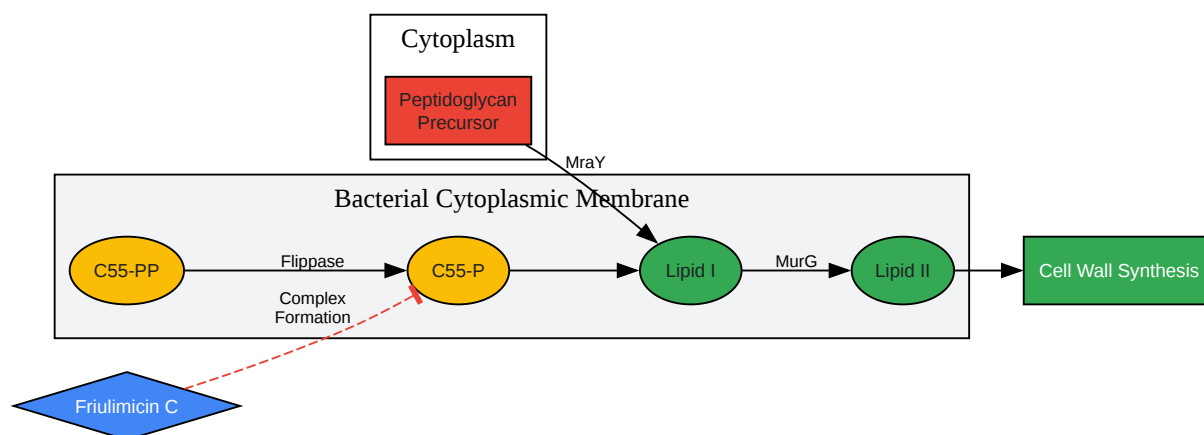 Cytoplasm
Peptidoglycan
Precursor
MraY
Bacterial Cytoplasmic Membrane
C55-PP
Flippase
C55-P
Lipid I
MurG
Lipid II
Cell Wall Synthesis
Complex
Formation
Friulimicin C